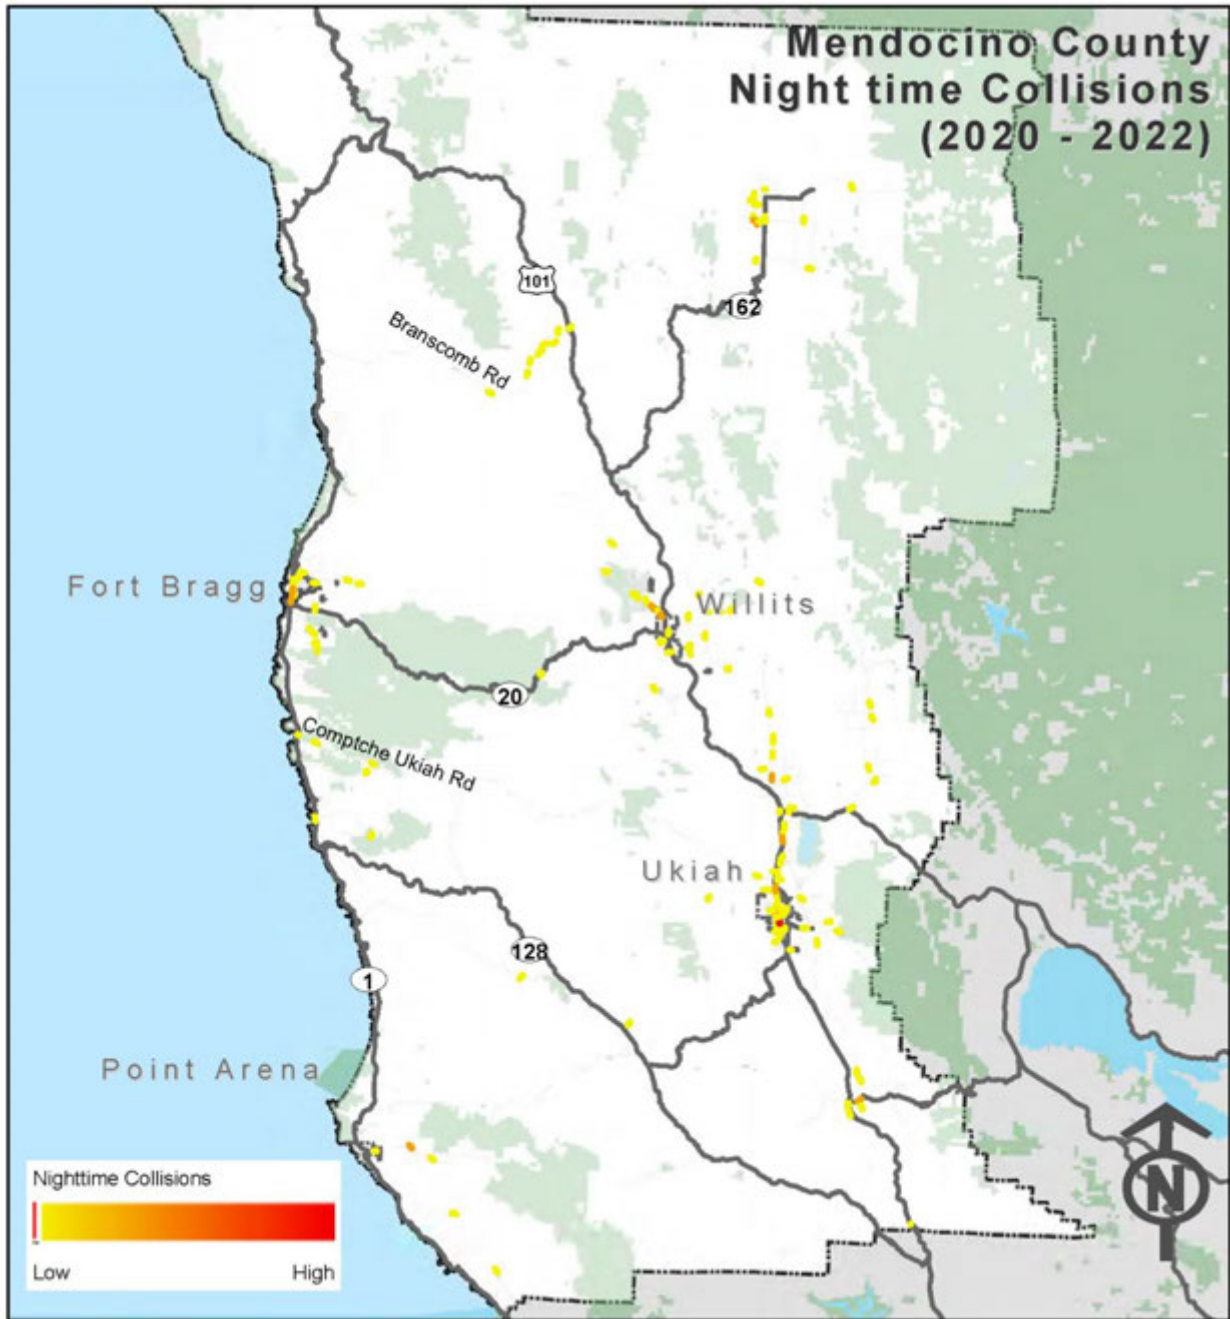 Mendocino County
Night time Collisions
(2020 - 2022)
101
162
Branscomb Rd
Fort Bragg
Willits
20
Comptche Ukiah Rd
Ukiah
128
1
Point Arena
Nighttime Collisions
Low
High
N